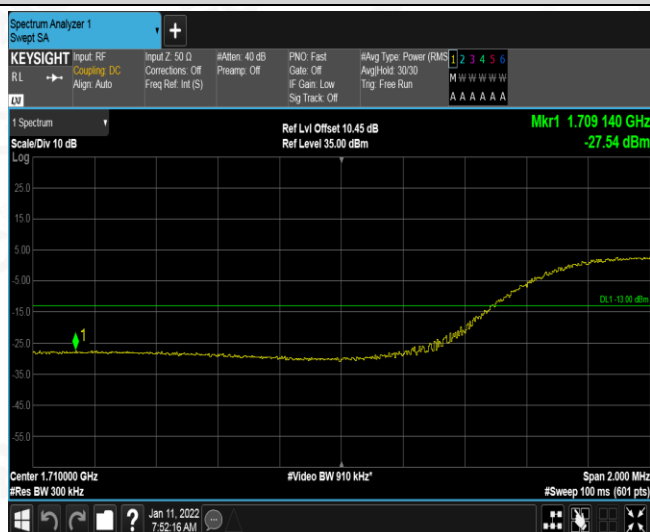 Spectrum Analyzer 1
Swept SA
+
KEYSIGHT
RL
LXI
Input: RF
Coupling: DC
Align: Auto
Input Z: 50 Ω
Corrections: Off
Freq Ref: Int (S)
#Atten: 40 dB
Preamp: Off
PNO: Fast
Gate: Off
IF Gain: Low
Sig Track: Off
#Avg Type: Power (RMS
Avg|Hold: 30/30
Trig: Free Run
1 2 3 4 5 6
M W W W W W
A A A A A A
1 Spectrum
Scale/Div 10 dB
Ref Lvl Offset 10.45 dB
Ref Level 35.00 dBm
Mkr1 1.709 140 GHz
-27.54 dBm
Log
25.0
15.0
5.00
-5.00
DL1 -13.00 dBm
-15.0
1
-25.0
-35.0
-45.0
-55.0
Center 1.710000 GHz
#Res BW 300 kHz
#Video BW 910 kHz*
Span 2.000 MHz
#Sweep 100 ms (601 pts)
?
Jan 11, 2022
7:52:16 AM